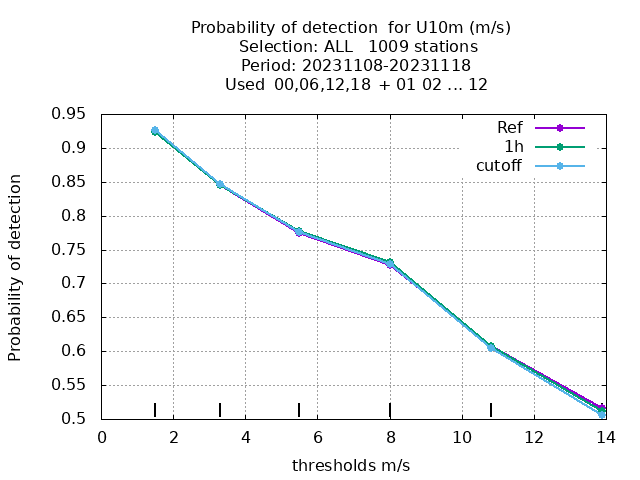 Probability of detection  for U10m (m/s)
Selection: ALL   1009 stations
Period: 20231108-20231118
Used  00,06,12,18  + 01 02 ... 12
Ref
1h
cutoff
Probability of detection
0.95
0.9
0.85
0.8
0.75
0.7
0.65
0.6
0.55
0.5
0 2 4 6 8 10 12 14
thresholds m/s